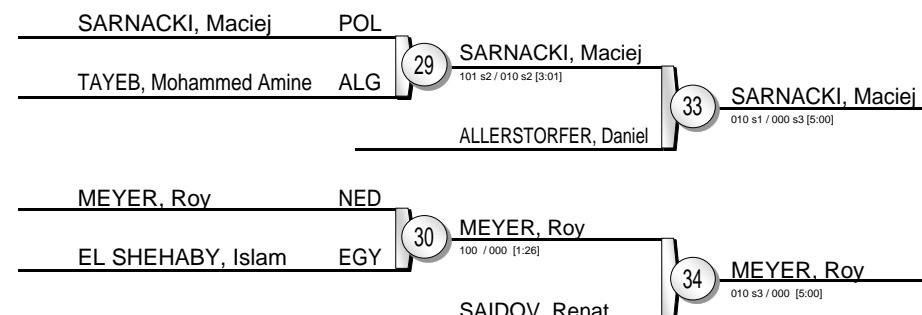 SARNACKI, Maciej POL
29
SARNACKI, Maciej
101 s2 / 010 s2 [3:01]
TAYEB, Mohammed Amine ALG
33
SARNACKI, Maciej
010 s1 / 000 s3 [5:00]
ALLERSTORFER, Daniel
MEYER, Roy NED
30
MEYER, Roy
100 / 000 [1:26]
EL SHEHABY, Islam EGY
34
MEYER, Roy
010 s3 / 000 [5:00]
SAIDOV, Renat